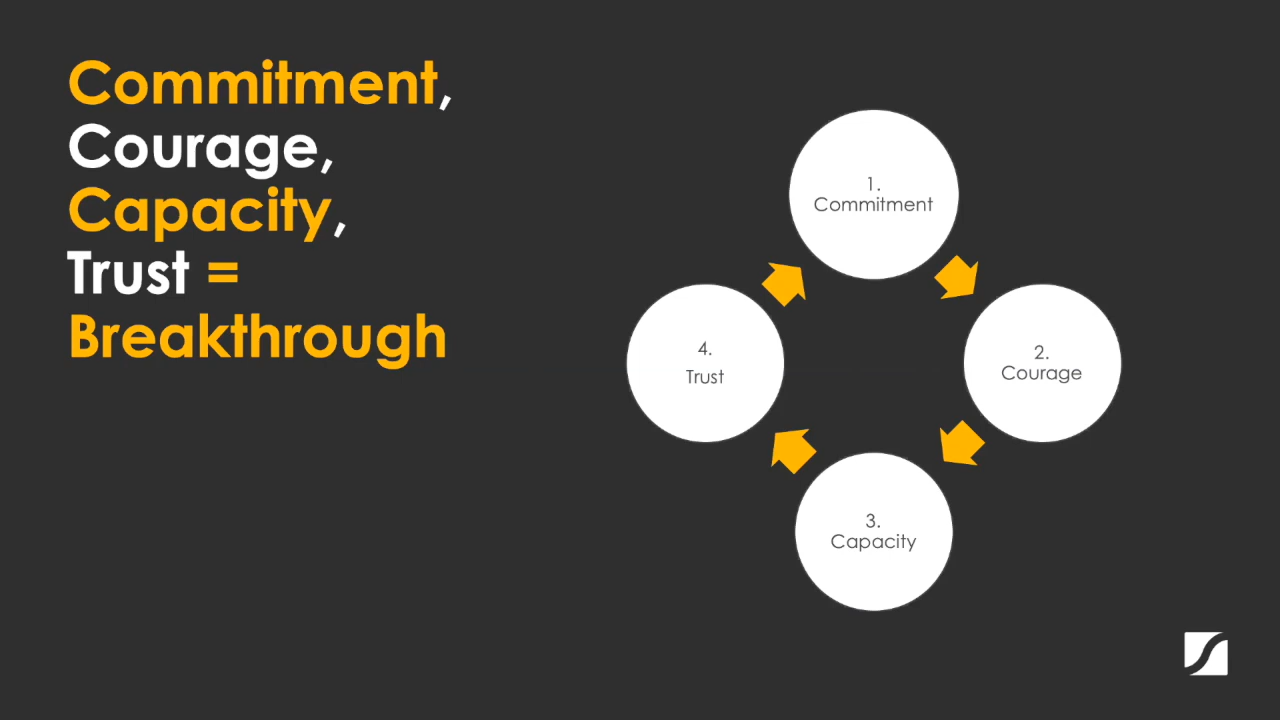 Commitment,
Courage,
Capacity,
Trust =
Breakthrough
1.
Commitment
2.
Courage
3.
Capacity
4.
Trust